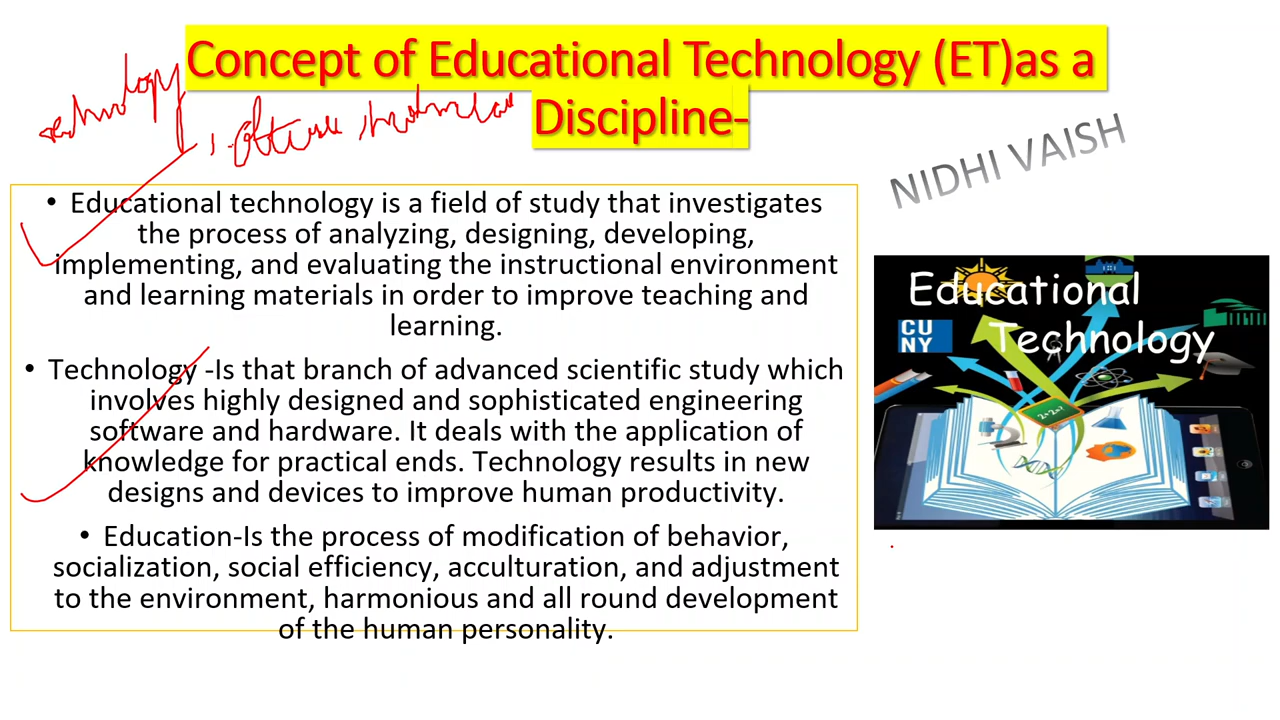 Concept of Educational Technology (ET)as a
Discipline-
technology
NIDHI VAISH
• Educational technology is a field of study that investigates
the process of analyzing, designing, developing,
implementing, and evaluating the instructional environment
and learning materials in order to improve teaching and
learning.
• Technology -Is that branch of advanced scientific study which
involves highly designed and sophisticated engineering
software and hardware. It deals with the application of
knowledge for practical ends. Technology results in new
designs and devices to improve human productivity.
• Education-Is the process of modification of behavior,
socialization, social efficiency, acculturation, and adjustment
to the environment, harmonious and all round development
of the human personality.
Educational
Technology
CU
NY
2+2=?